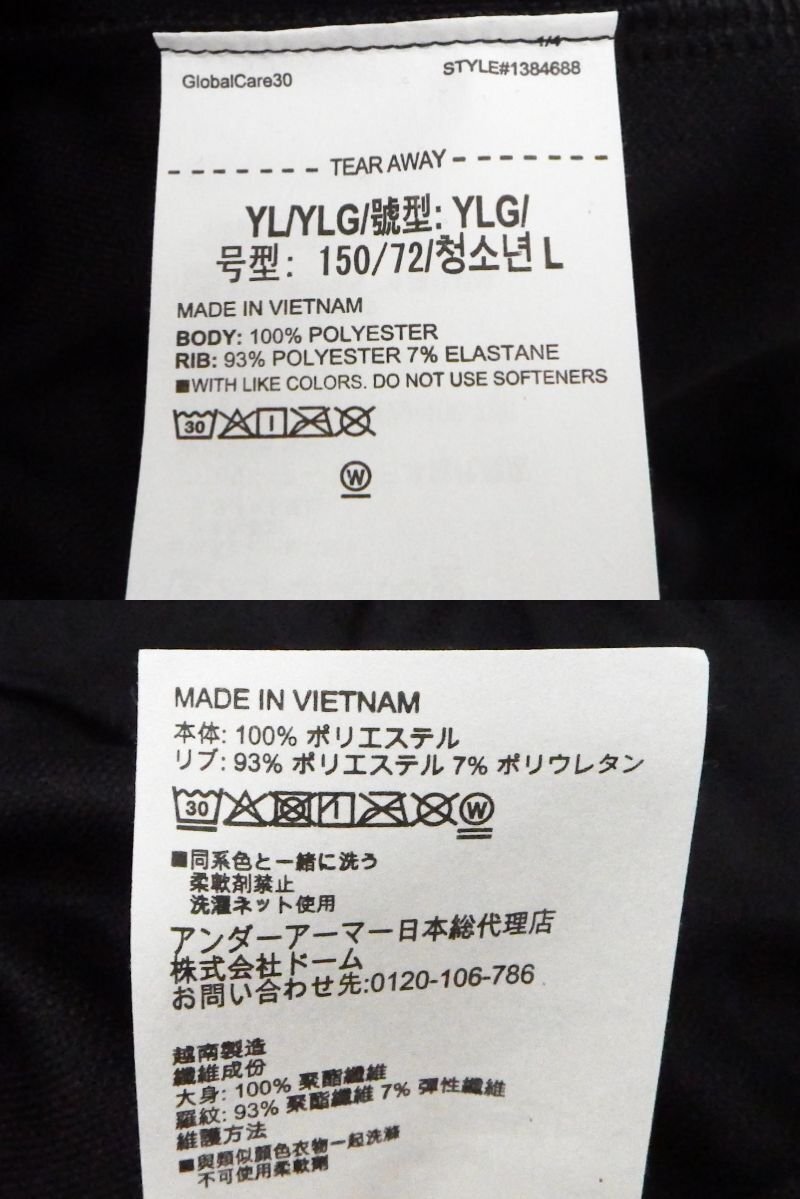 1/4
GlobalCare30 STYLE#1384688
TEAR AWAY
YL/YLG/號型: YLG/
号型: 150/72/청소년 L
MADE IN VIETNAM
BODY: 100% POLYESTER
RIB: 93% POLYESTER 7% ELASTANE
■WITH LIKE COLORS. DO NOT USE SOFTENERS
30
W
MADE IN VIETNAM
本体: 100% ポリエステル
リブ: 93% ポリエステル 7% ポリウレタン
30 W
■同系色と一緒に洗う
柔軟剤禁止
洗濯ネット使用
アンダーアーマー日本総代理店
株式会社ドーム
お問い合わせ先:0120-106-786
越南製造
纖維成份
大身: 100% 聚酯纖維
羅紋: 93% 聚酯纖維 7% 彈性纖維
維護方法
■與類似顏色衣物一起洗滌
不可使用柔軟劑